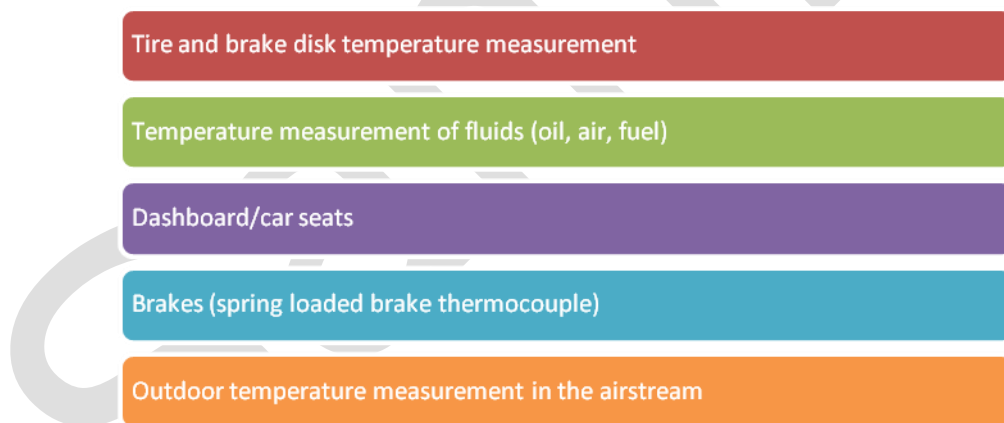 Tire and brake disk temperature measurement
Temperature measurement of fluids (oil, air, fuel)
Dashboard/car seats
Brakes (spring loaded brake thermocouple)
Outdoor temperature measurement in the airstream